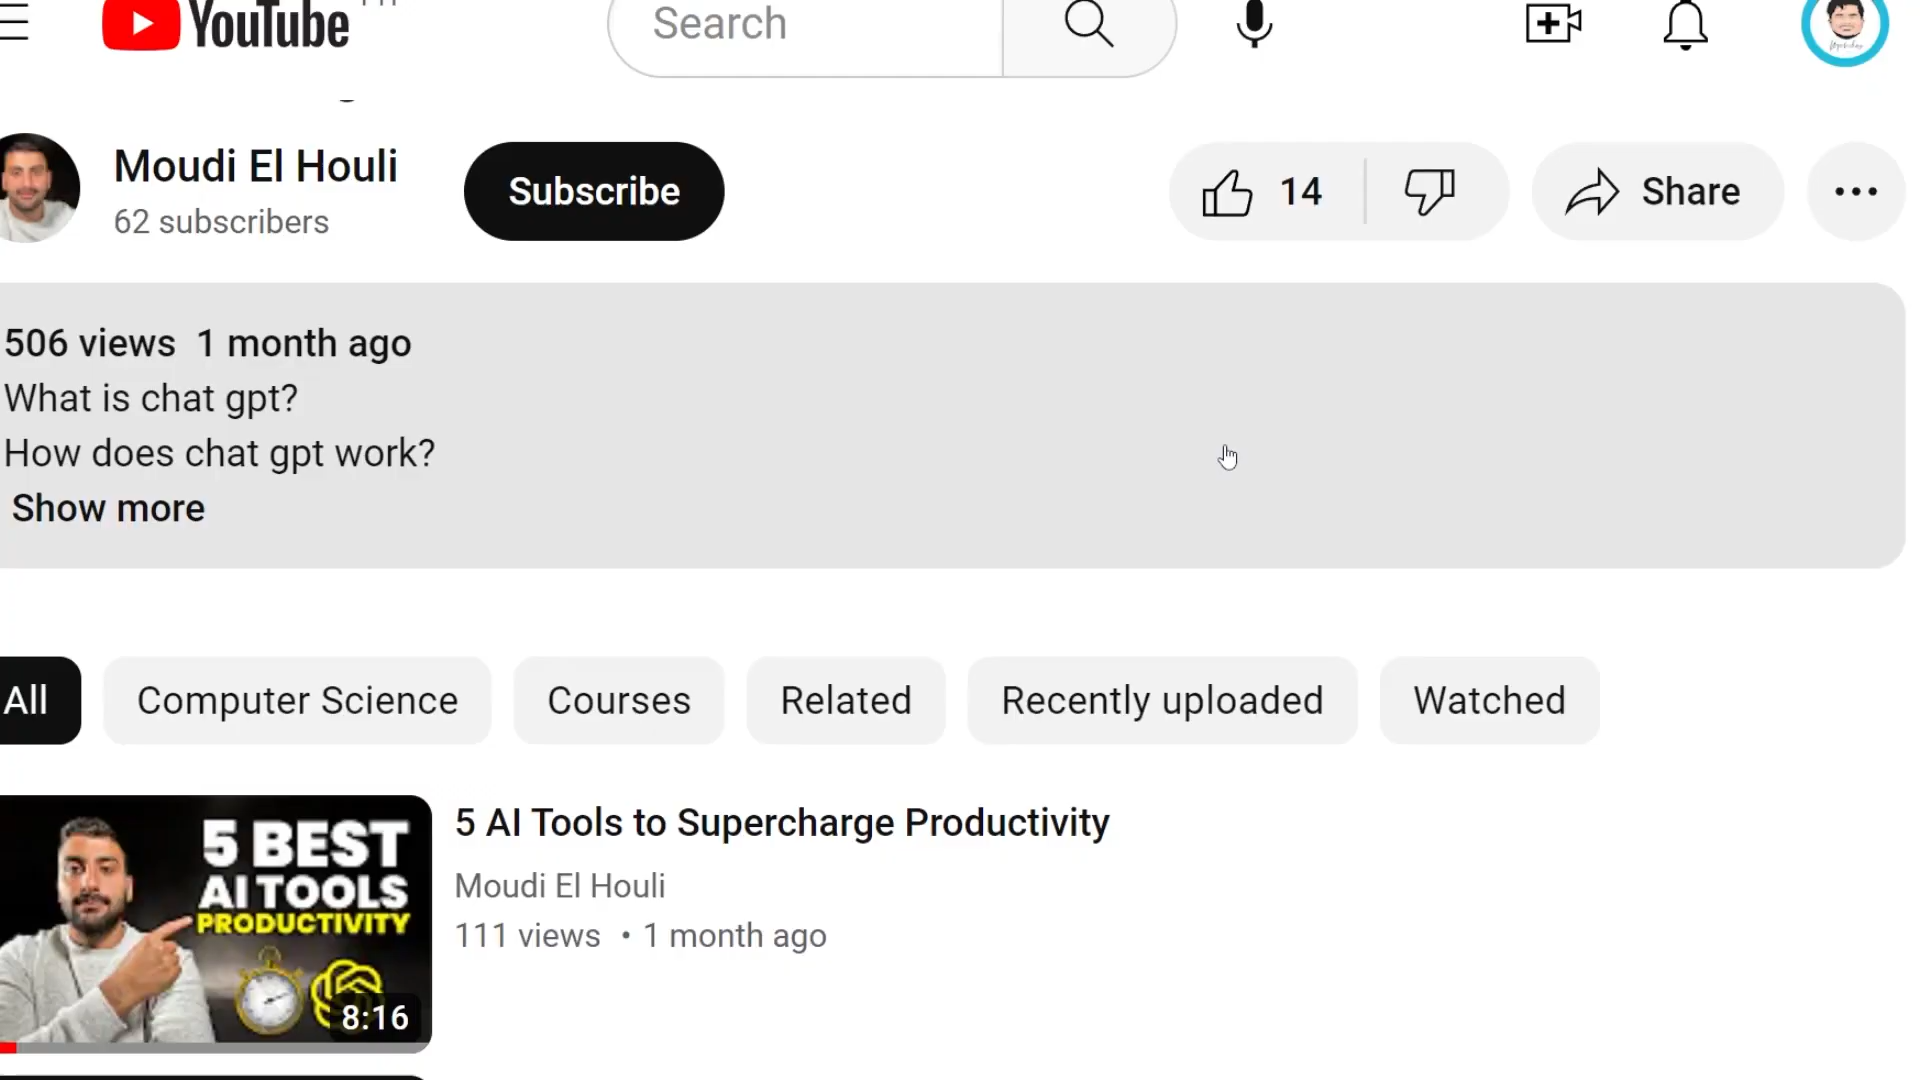 YouTube
Search
Moudi El Houli
62 subscribers
Subscribe
14
Share
506 views 1 month ago
What is chat gpt?
How does chat gpt work?
Show more
All
Computer Science
Courses
Related
Recently uploaded
Watched
5 BEST
AI TOOLS
PRODUCTIVITY
8:16
5 AI Tools to Supercharge Productivity
Moudi El Houli
111 views • 1 month ago